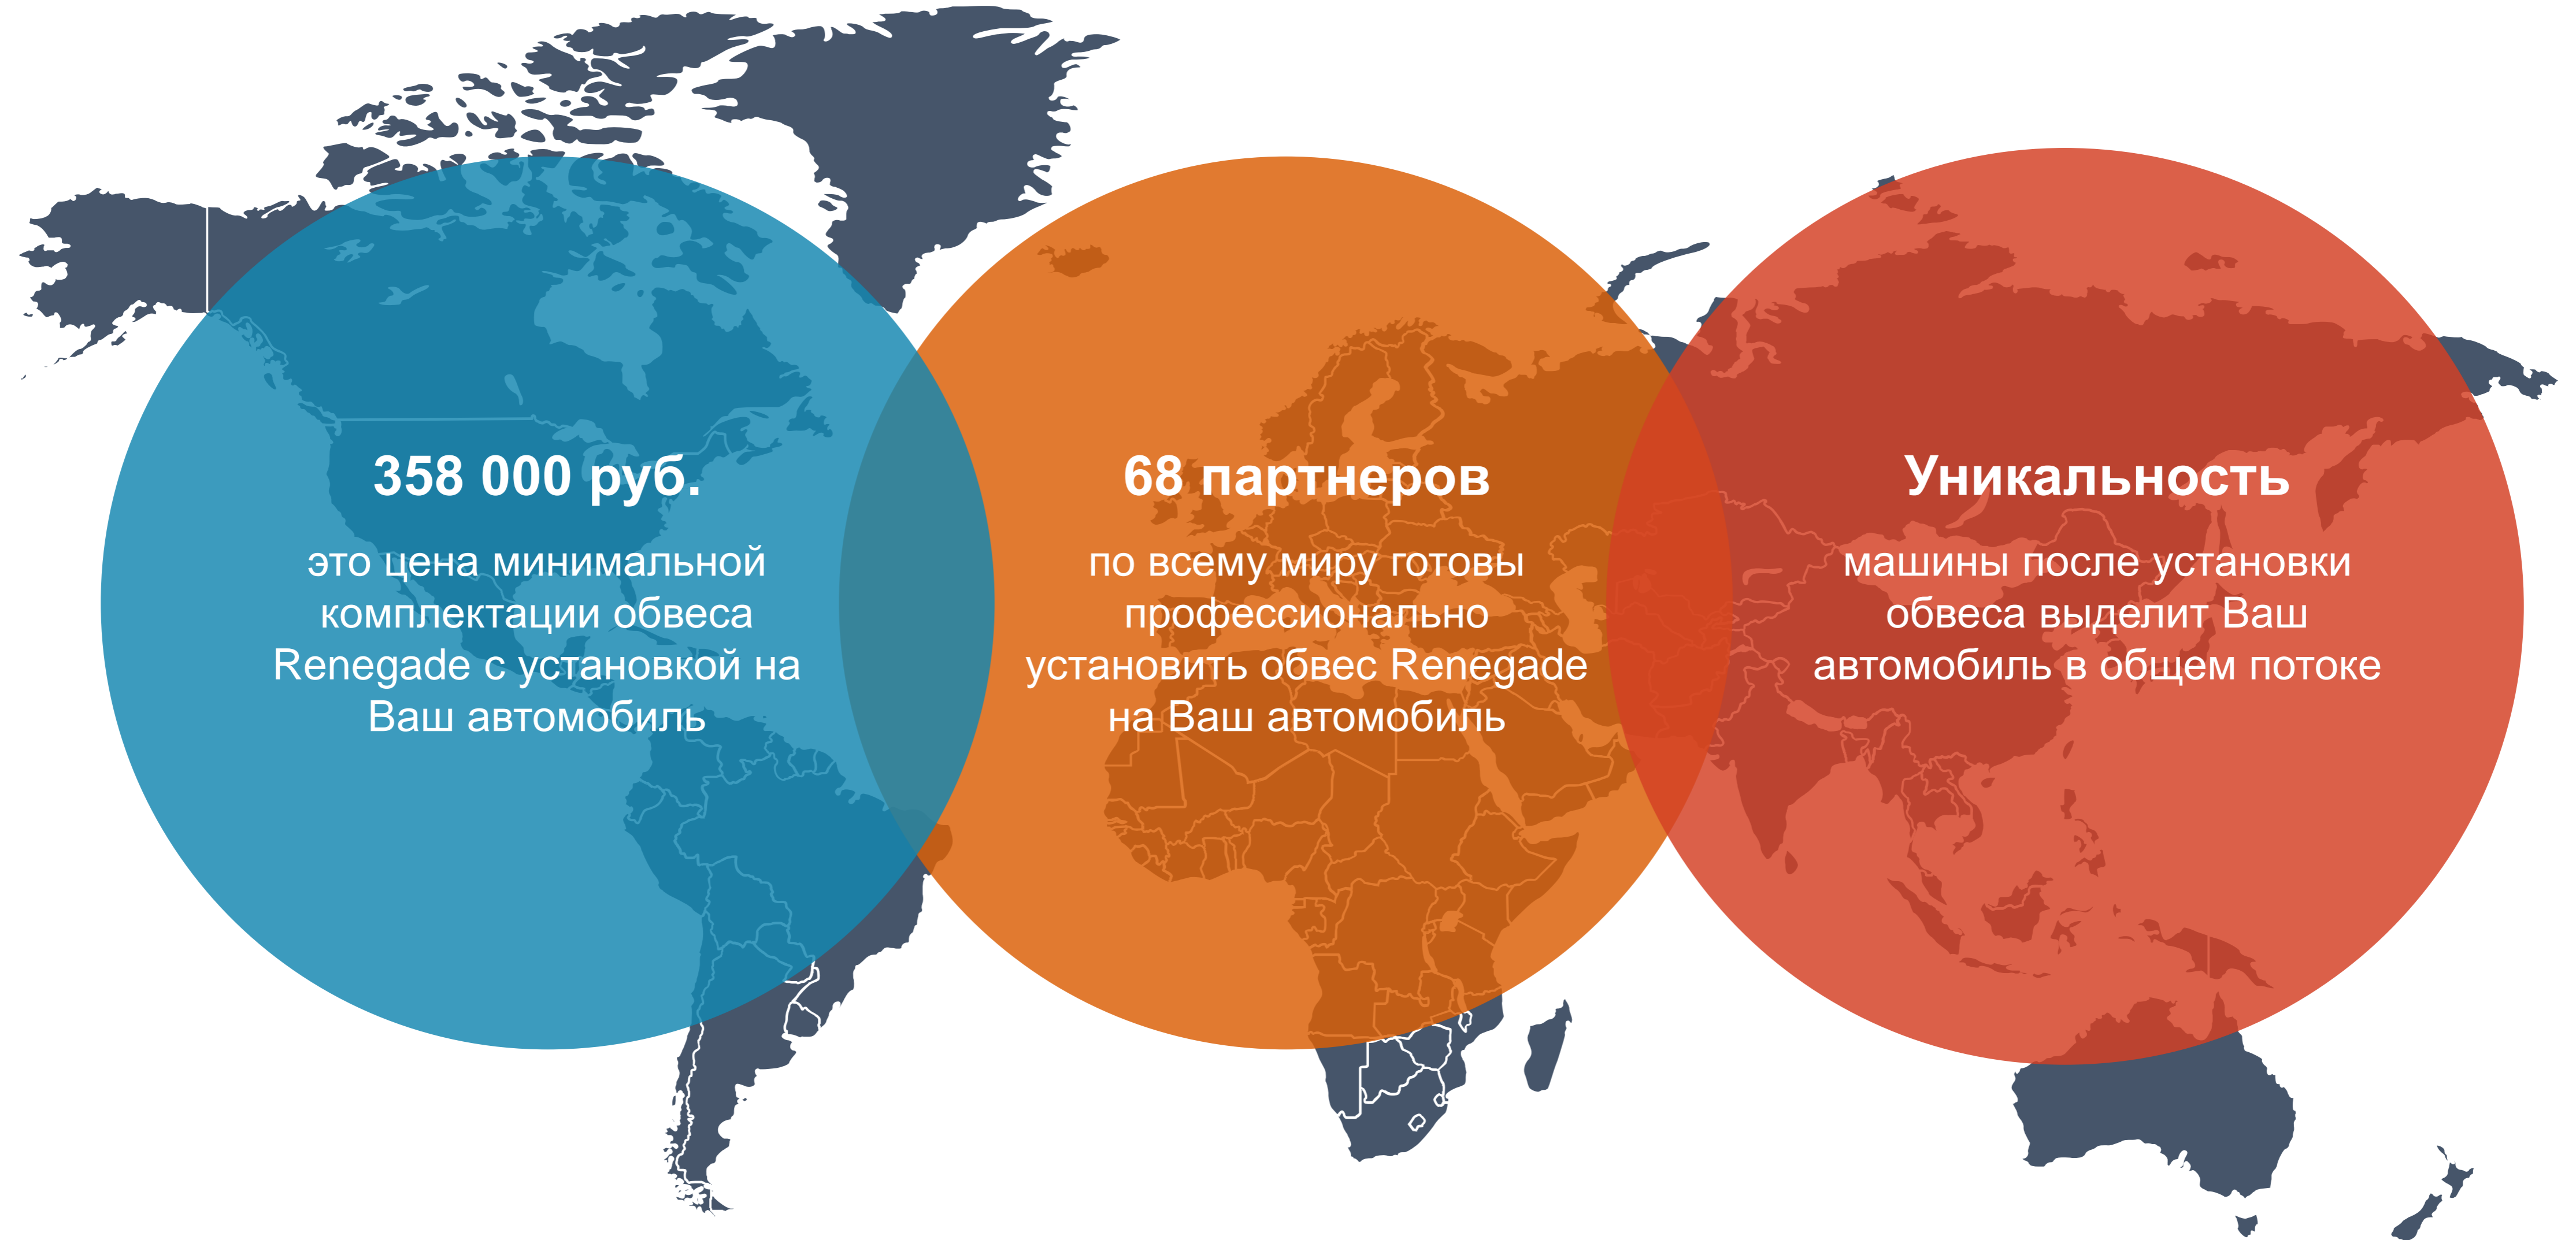 358 000 руб.
это цена минимальной
комплектации обвеса
Renegade с установкой на
Ваш автомобиль
68 партнеров
по всему миру готовы
профессионально
установить обвес Renegade
на Ваш автомобиль
Уникальность
машины после установки
обвеса выделит Ваш
автомобиль в общем потоке